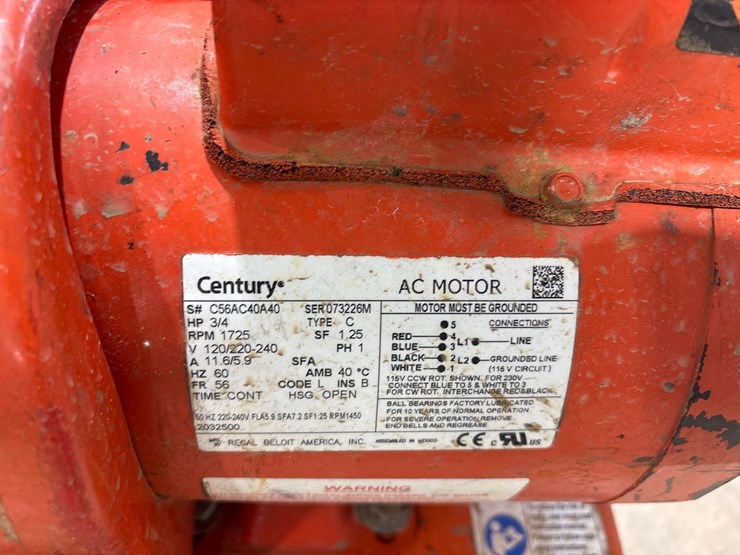 Century®
AC MOTOR
S# C56AC40A40 SER 073226M
HP 3/4 TYPE C
RPM 1725 SF 1.25
V 120/220-240 PH 1
A 11.6/5.9 SFA
HZ 60 AMB 40 °C
FR 56 CODE L INS B
TIME CONT HSG OPEN
50 HZ 220-240V FLA5.9 SFA7.2 SF1.25 RPM1450
2032500
REGAL BELOIT AMERICA, INC. ASSEMBLED IN MEXICO
MOTOR MUST BE GROUNDED
5 CONNECTIONS
RED 4
BLUE 3 L1 LINE
BLACK 2 L2 GROUNDED LINE
WHITE 1 (115 V CIRCUIT)
115V CCW ROT. SHOWN. FOR 230V
CONNECT BLUE TO 5 & WHITE TO 3
FOR CW ROT. INTERCHANGE RED&BLACK.
BALL BEARINGS FACTORY LUBRICATED
FOR 10 YEARS OF NORMAL OPERATION
FOR SEVERE OPERATION, REMOVE
END BELLS AND REGREASE
CE c RU US
WARNING